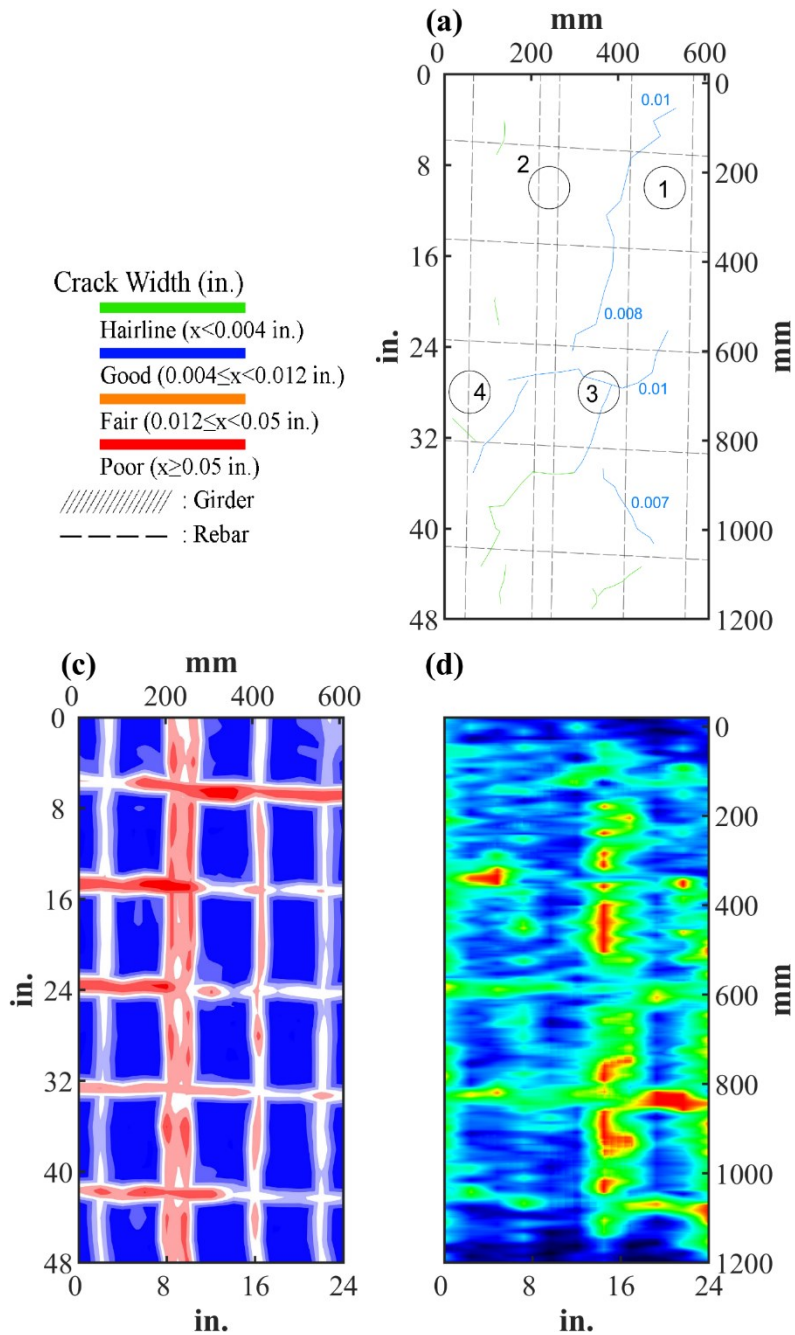 (a)
mm
0 200 400 600
0
8
16
24
32
40
48
in.
0
200
400
600
800
1000
1200
mm
0.01
2
1
0.008
0.01
4
3
0.007
Crack Width (in.)
Hairline (x<0.004 in.)
Good (0.004≤x<0.012 in.)
Fair (0.012≤x<0.05 in.)
Poor (x≥0.05 in.)
: Girder
: Rebar
(c)
mm
0 200 400 600
0
8
16
24
32
40
48
in.
0 8 16 24
in.
(d)
0
200
400
600
800
1000
1200
mm
0 8 16 24
in.